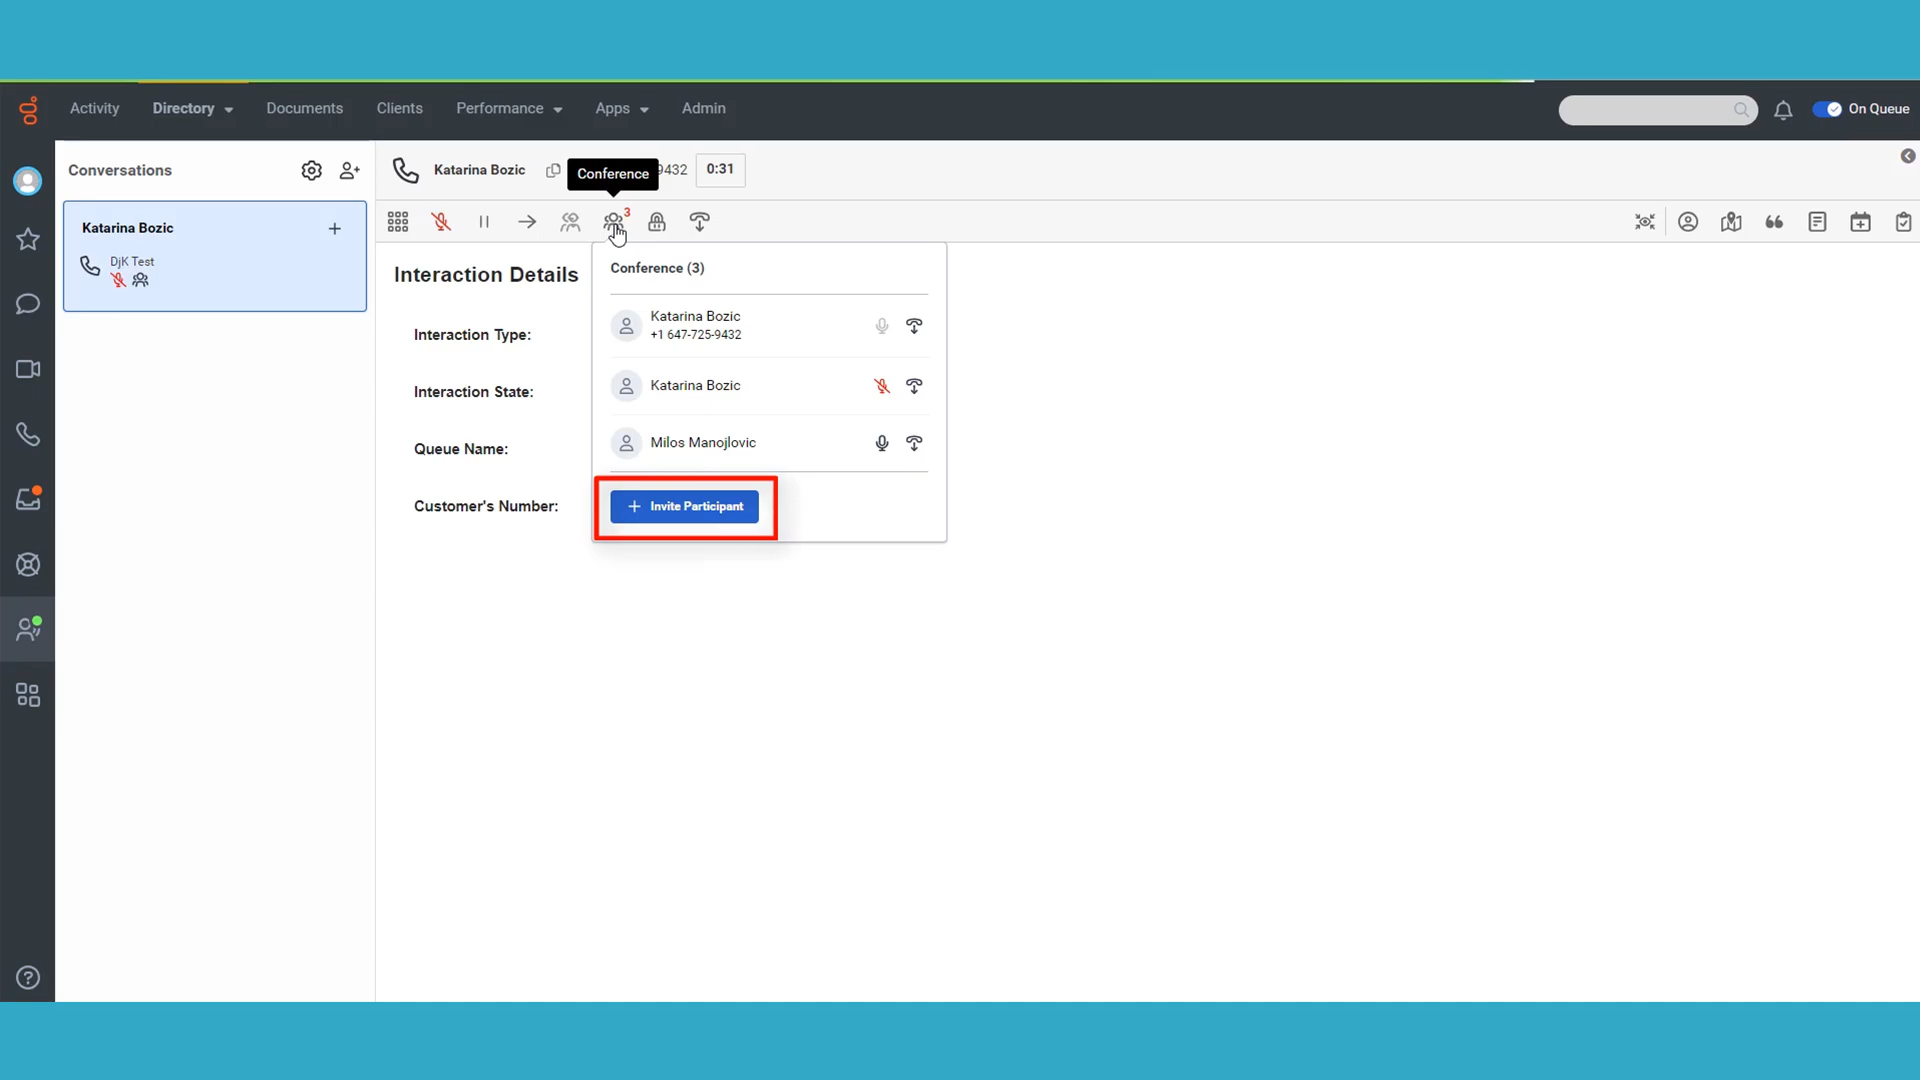 Activity
Directory
Documents
Clients
Performance
Apps
Admin
On Queue
Conversations
Katarina Bozic
DjK Test
Katarina Bozic
9432
0:31
Conference
3
Interaction Details
Interaction Type:
Interaction State:
Queue Name:
Customer's Number:
Conference (3)
Katarina Bozic
+1 647-725-9432
Katarina Bozic
Milos Manojlovic
+ Invite Participant